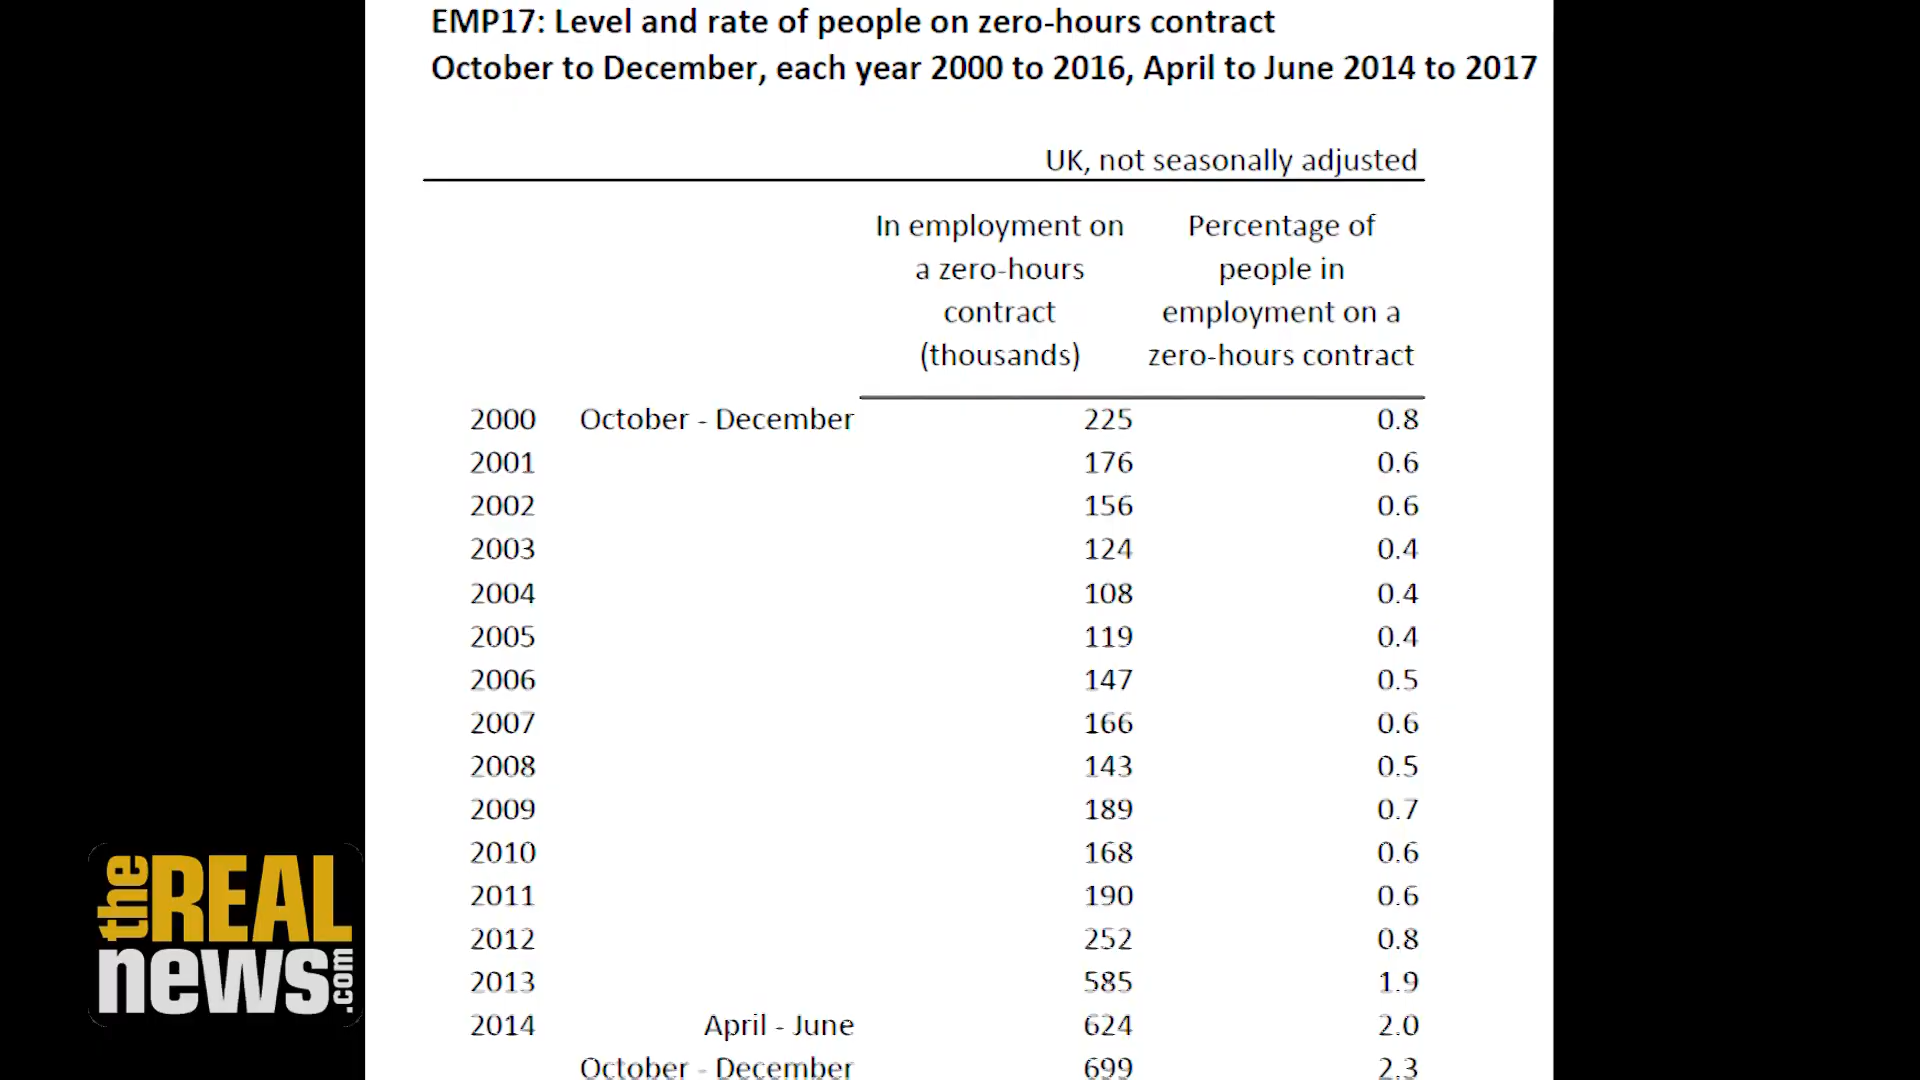 EMP17: Level and rate of people on zero-hours contract
October to December, each year 2000 to 2016, April to June 2014 to 2017
UK, not seasonally adjusted
In employment on a zero-hours contract (thousands)
Percentage of people in employment on a zero-hours contract
2000 October - December 225 0.8
2001 176 0.6
2002 156 0.6
2003 124 0.4
2004 108 0.4
2005 119 0.4
2006 147 0.5
2007 166 0.6
2008 143 0.5
2009 189 0.7
2010 168 0.6
2011 190 0.6
2012 252 0.8
2013 585 1.9
2014 April - June 624 2.0
October - December 699 2.3
the REAL
news.com